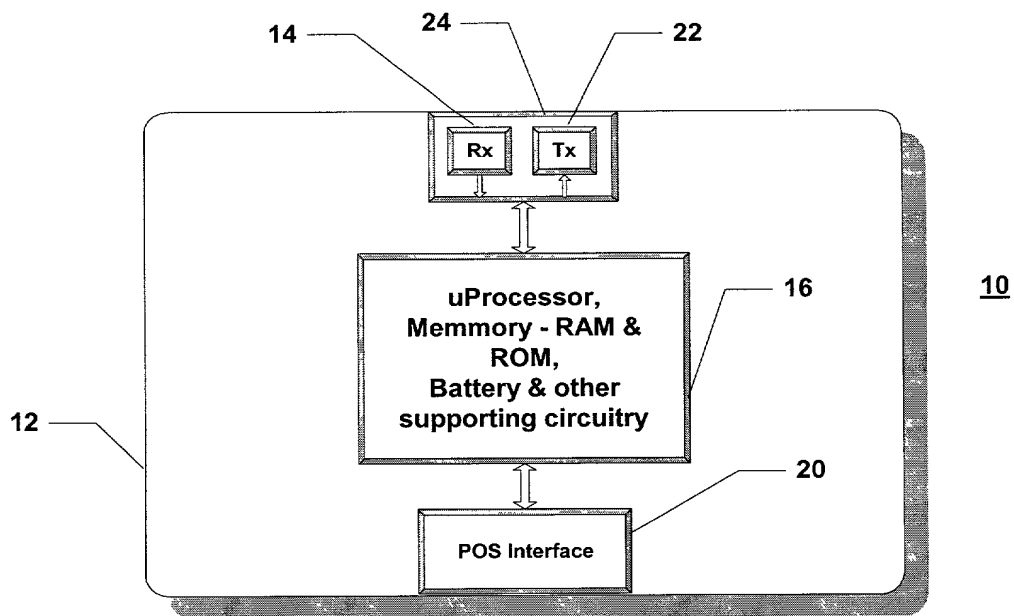 24
14
22
Rx
Tx
uProcessor,
Memmory - RAM &
ROM,
Battery & other
supporting circuitry
16
10
12
20
POS Interface